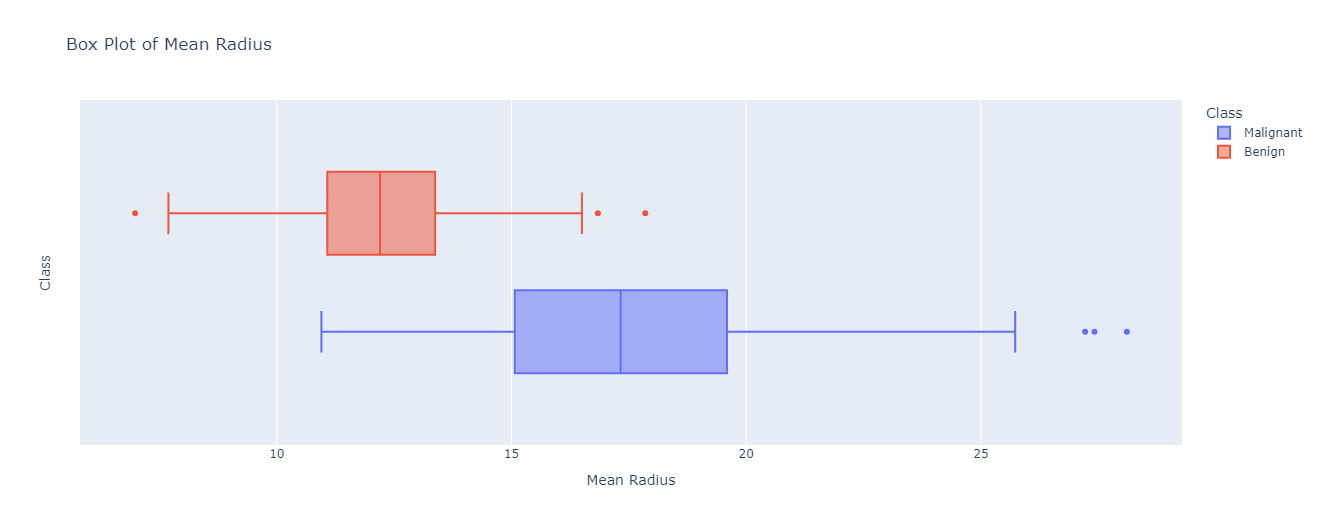 Box Plot of Mean Radius
Class
Malignant
Benign
Class
10
15
20
25
Mean Radius